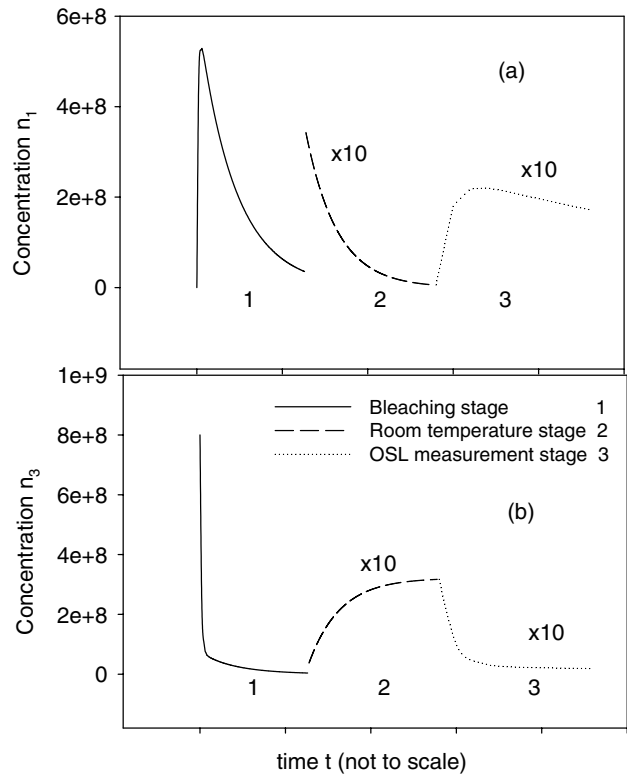 6e+8
(a)
Concentration n1
4e+8
x10
x10
2e+8
0
1
2
3
1e+9
Bleaching stage 1
Room temperature stage 2
OSL measurement stage 3
8e+8
Concentration n3
6e+8
(b)
4e+8
x10
x10
2e+8
0
1
2
3
time t (not to scale)